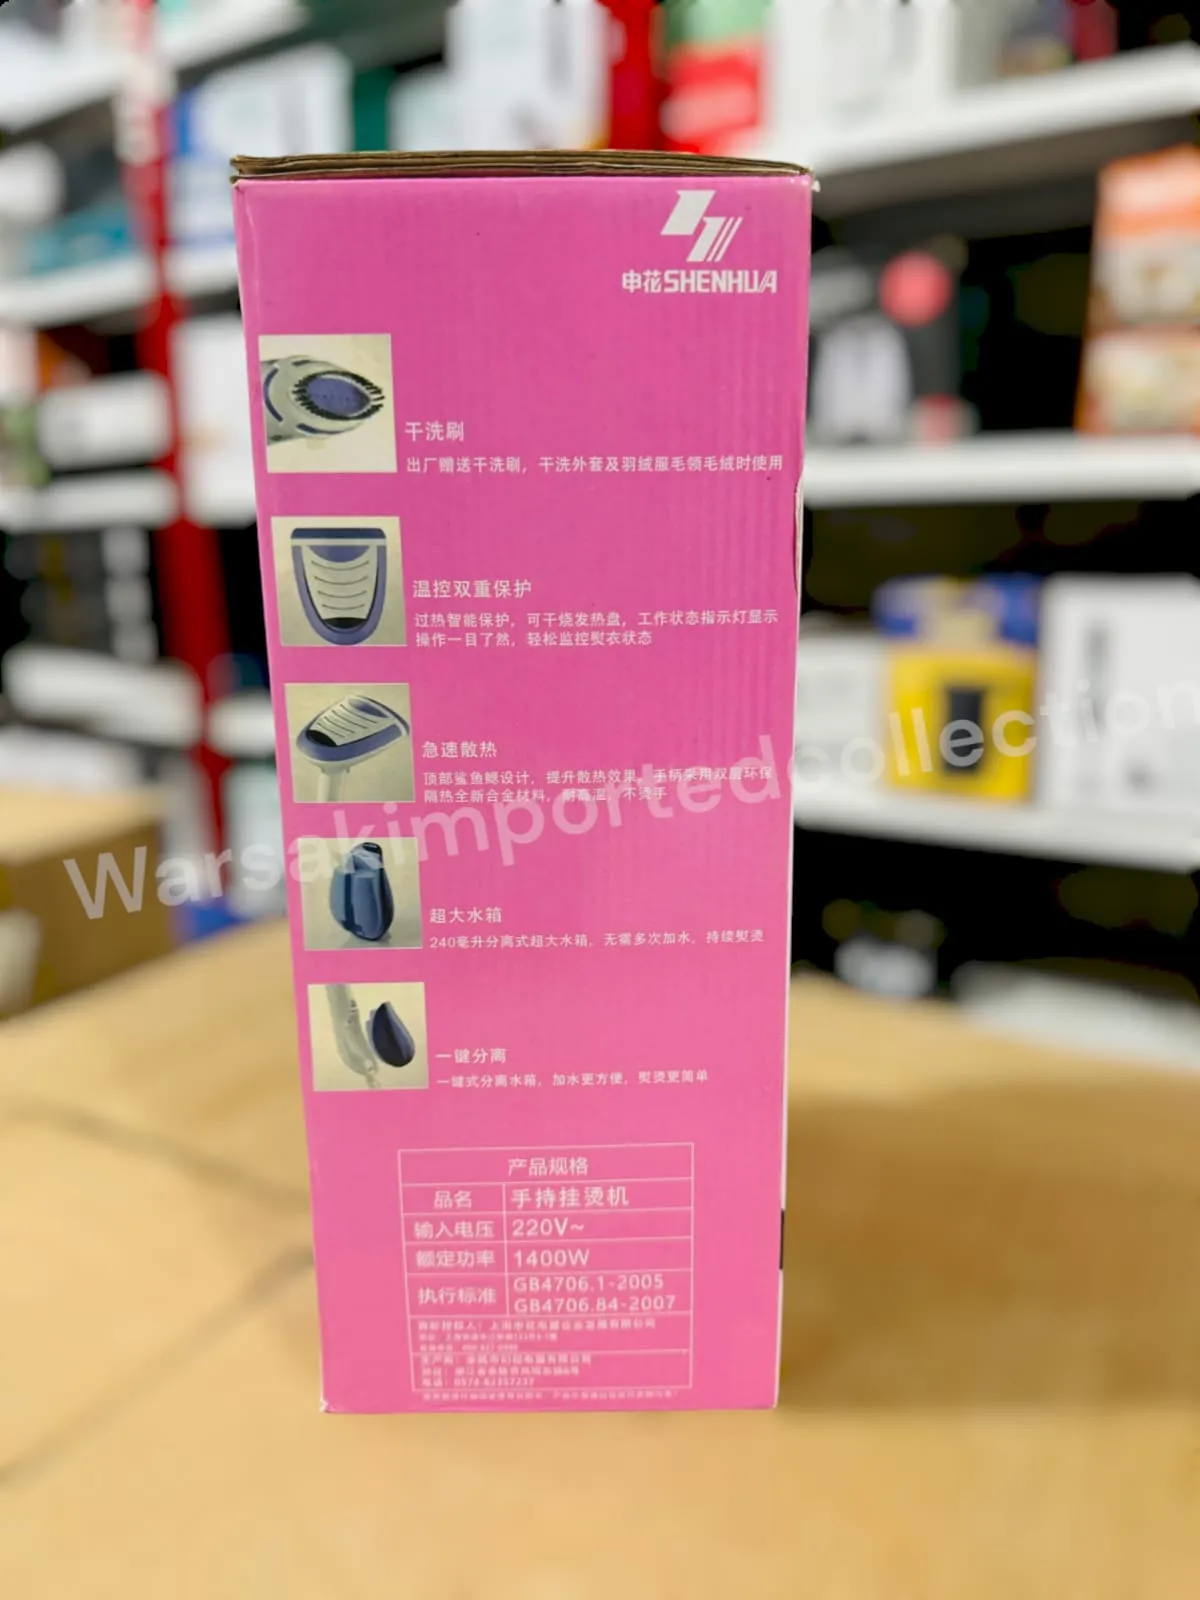 申花SHENHUA
干洗刷
出厂赠送干洗刷，干洗外套及羽绒服毛领毛绒时使用
温控双重保护
过热智能保护，可干烧发热盘，工作状态指示灯显示
操作一目了然，轻松监控熨衣状态
急速散热
顶部鲨鱼鳃设计，提升散热效果，手柄采用双层环保
隔热全新合金材料，耐高温，不烫手
Warsakimportedcollection
超大水箱
240毫升分离式超大水箱，无需多次加水，持续熨烫
一键分离
一键式分离水箱，加水更方便，熨烫更简单
产品规格
品名 手持挂烫机
输入电压 220V~
额定功率 1400W
执行标准 GB4706.1-2005
GB4706.84-2007